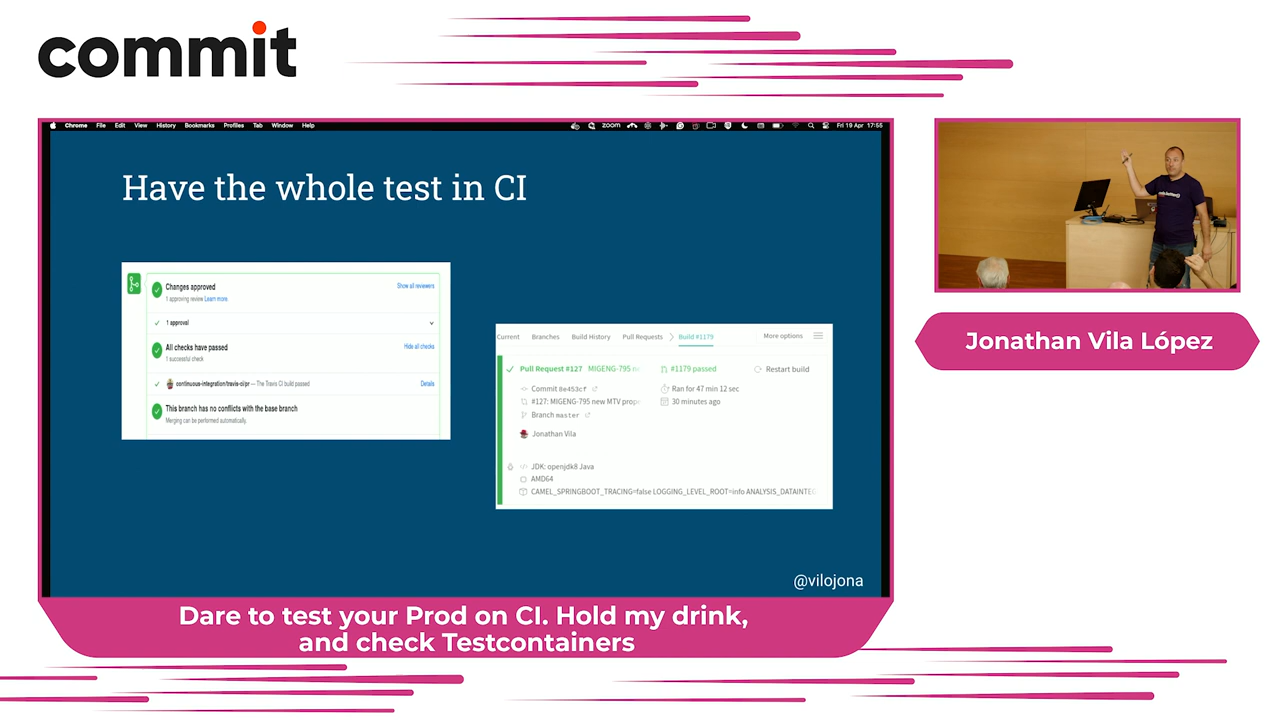 commit
Chrome File Edit View History Bookmarks Profiles Tab Window Help
zoom
Fri 19 Apr 17:55
Have the whole test in CI
Changes approved
Show all reviewers
1 approving review Learn more
1 approval
All checks have passed
Hide all checks
1 successful check
continuous-integration/travis-ci/pr — The Travis CI build passed
Details
This branch has no conflicts with the base branch
Merging can be performed automatically.
Current Branches Build History Pull Requests Build #1179 More options
Pull Request #127 MIGENG-795
#1179 passed
Restart build
Commit 8e453cf
Ran for 47 min 12 sec
#127: MIGENG-795 new MTV prope
30 minutes ago
Branch master
Jonathan Vila
JDK: openjdk8 Java
AMD64
CAMEL_SPRINGBOOT_TRACING=false LOGGING_LEVEL_ROOT=info ANALYSIS_DATAINTE
@vilojona
Jonathan Vila López
Dare to test your Prod on CI. Hold my drink,
and check Testcontainers